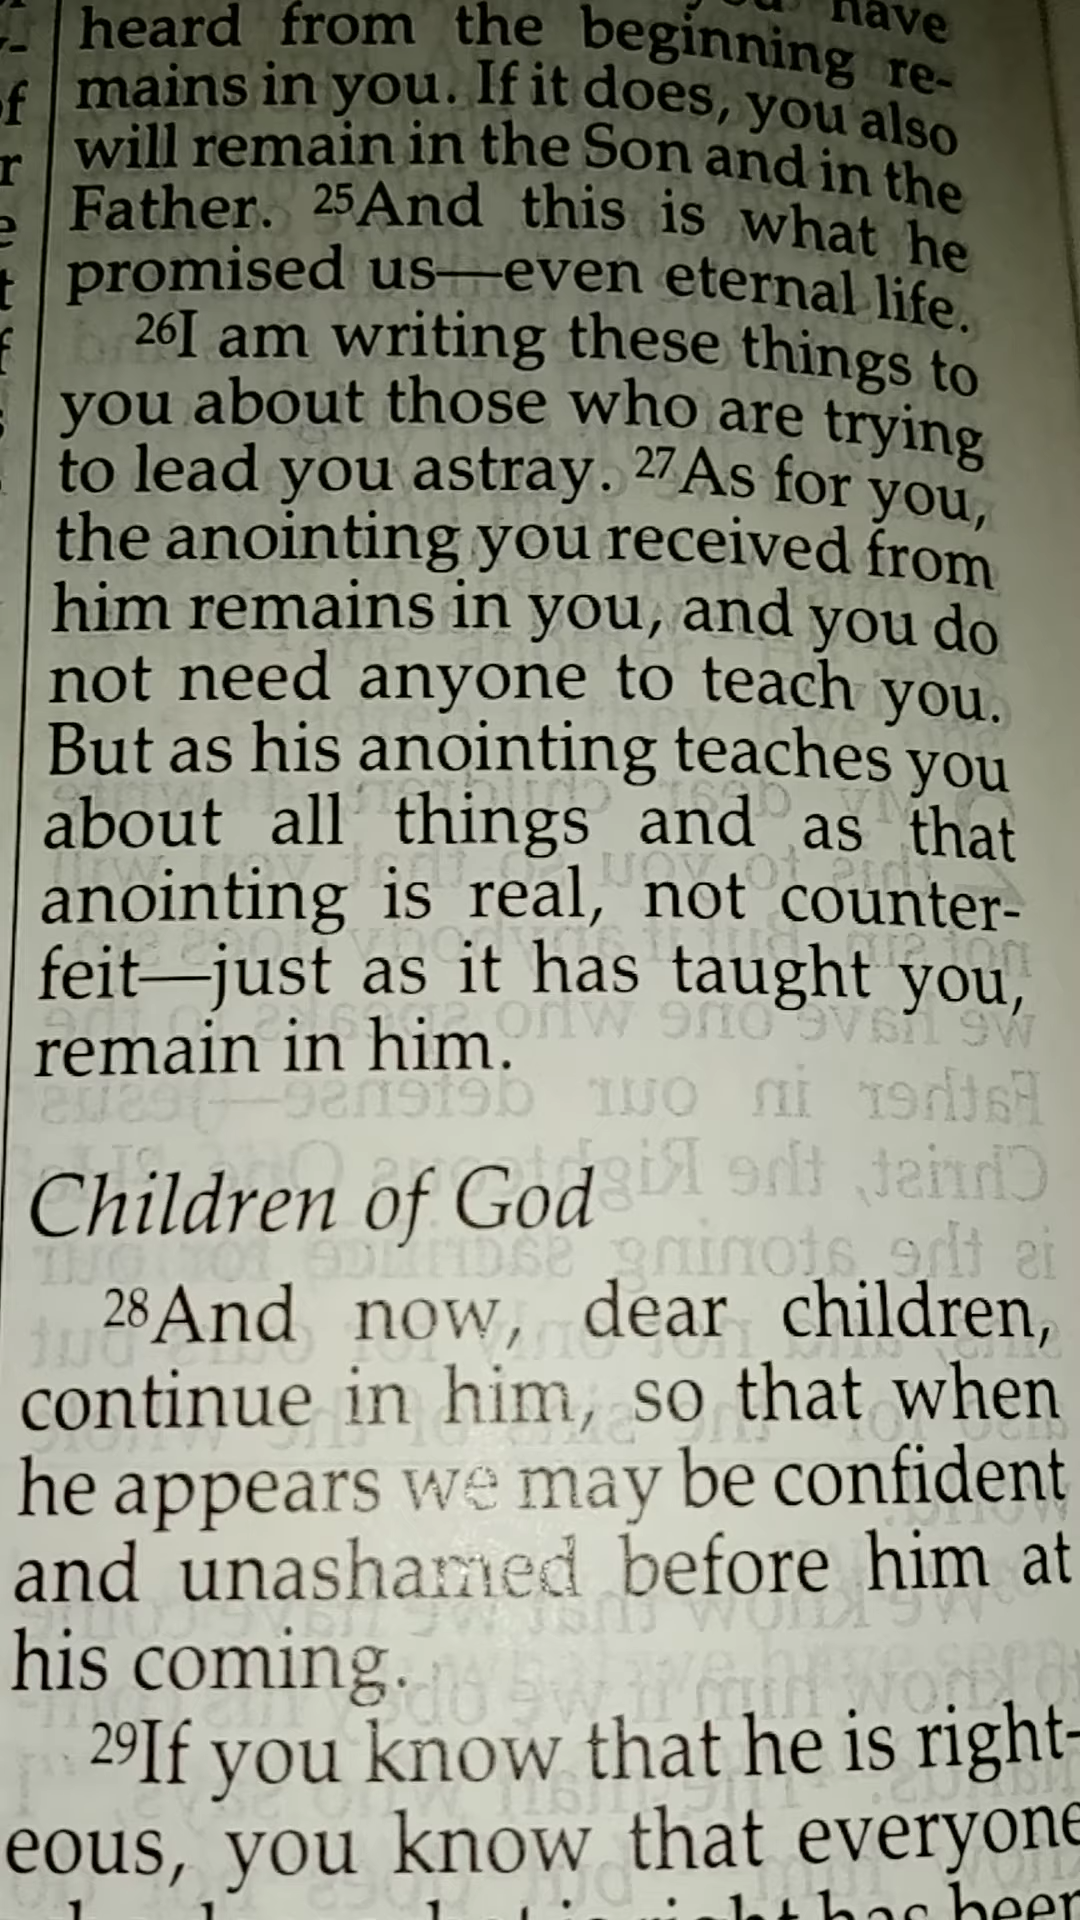 have
heard from the beginning re-
mains in you. If it does, you also
will remain in the Son and in the
Father. 25And this is what he
promised us—even eternal life.
26I am writing these things to
you about those who are trying
to lead you astray. 27As for you,
the anointing you received from
him remains in you, and you do
not need anyone to teach you.
But as his anointing teaches you
about all things and as that
anointing is real, not counter-
feit—just as it has taught you,
remain in him.
Children of God
28And now, dear children,
continue in him, so that when
he appears we may be confident
and unashamed before him at
his coming.
29If you know that he is right-
eous, you know that everyone
right has been